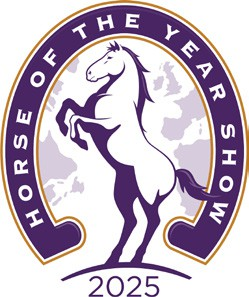 HORSE OF THE YEAR SHOW
2025